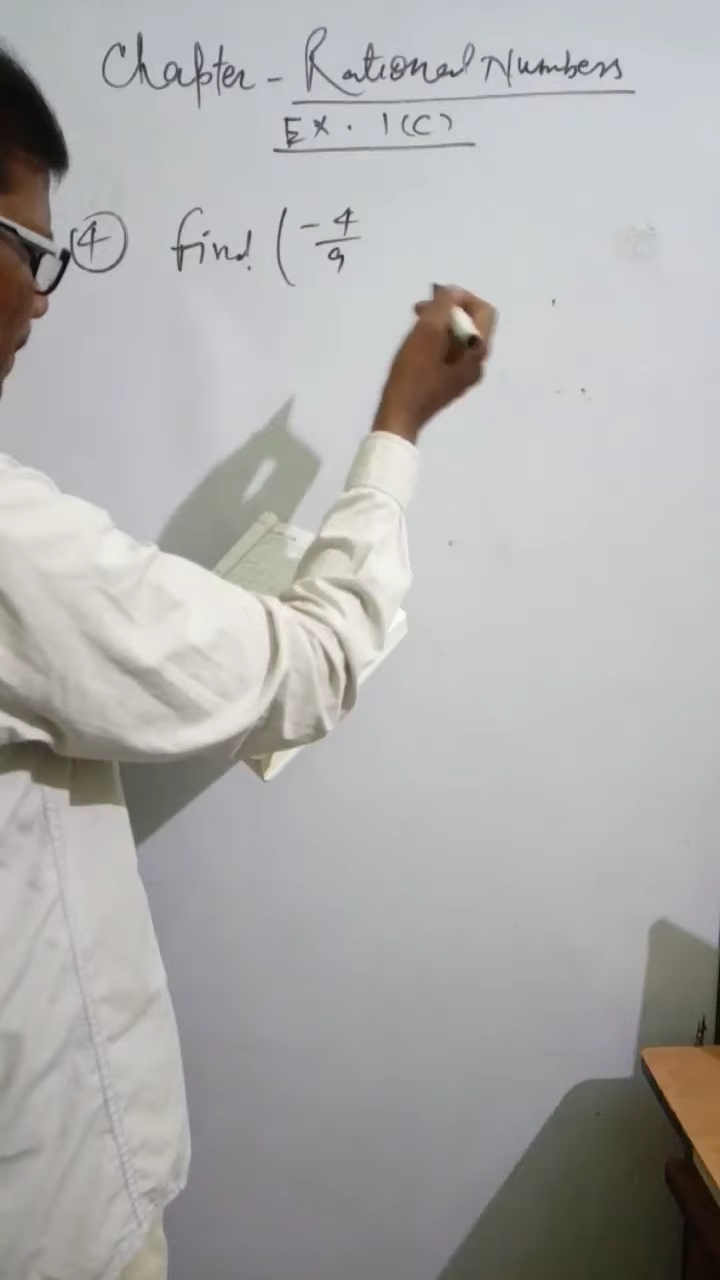 Chapter - Rational Numbers
Ex. 1(C)
4 find (-4/9